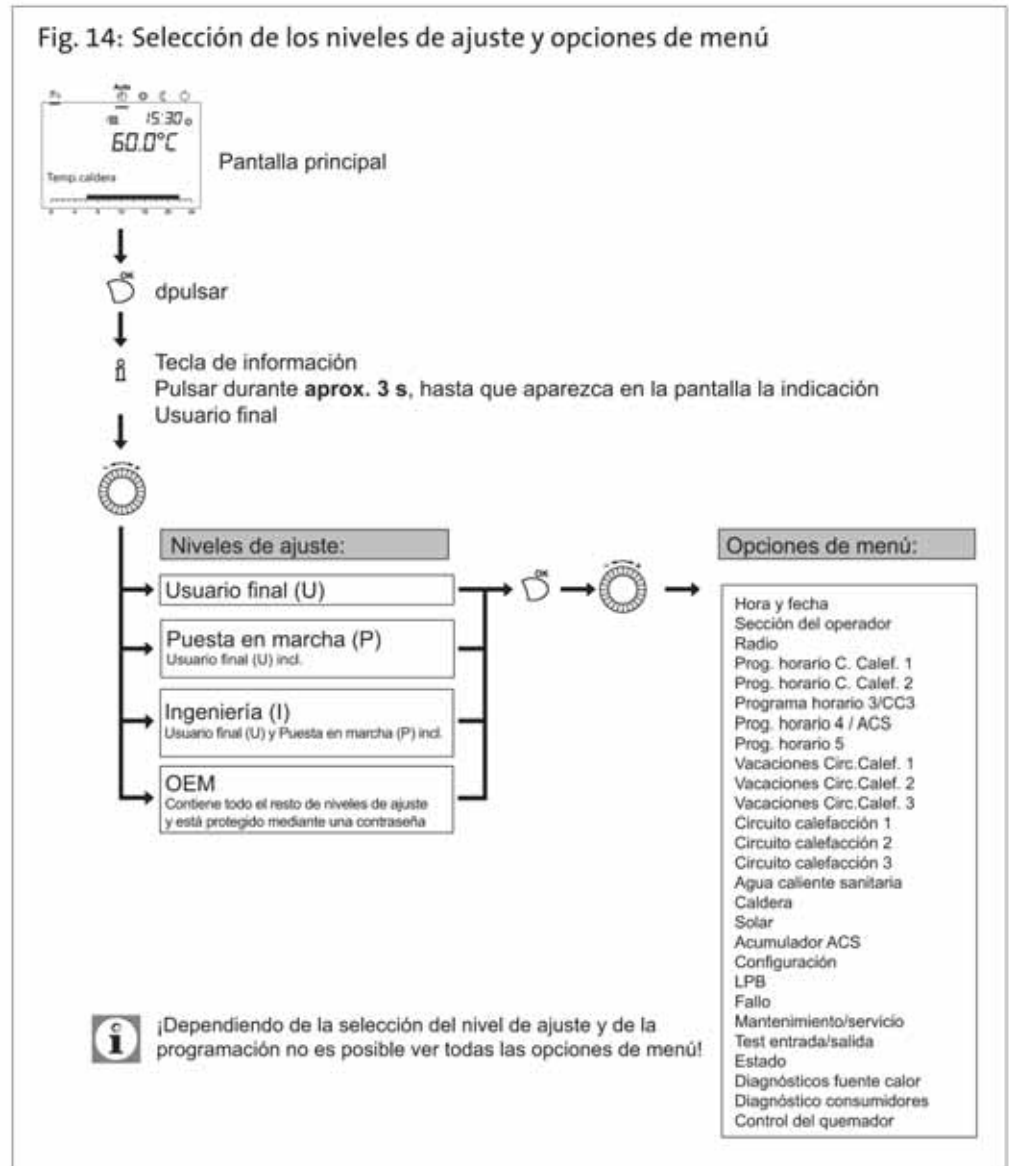 Fig. 14: Selección de los niveles de ajuste y opciones de menú
Auto
15:30
60.0°C
Temp.caldera
Pantalla principal
OK
dpulsar
Tecla de información
Pulsar durante aprox. 3 s, hasta que aparezca en la pantalla la indicación
Usuario final
Niveles de ajuste:
Usuario final (U)
Puesta en marcha (P)
Usuario final (U) incl.
Ingeniería (I)
Usuario final (U) y Puesta en marcha (P) incl.
OEM
Contiene todo el resto de niveles de ajuste
y está protegido mediante una contraseña
OK
Opciones de menú:
Hora y fecha
Sección del operador
Radio
Prog. horario C. Calef. 1
Prog. horario C. Calef. 2
Programa horario 3/CC3
Prog. horario 4 / ACS
Prog. horario 5
Vacaciones Circ.Calef. 1
Vacaciones Circ.Calef. 2
Vacaciones Circ.Calef. 3
Circuito calefacción 1
Circuito calefacción 2
Circuito calefacción 3
Agua caliente sanitaria
Caldera
Solar
Acumulador ACS
Configuración
LPB
Fallo
Mantenimiento/servicio
Test entrada/salida
Estado
Diagnósticos fuente calor
Diagnóstico consumidores
Control del quemador
¡Dependiendo de la selección del nivel de ajuste y de la
programación no es posible ver todas las opciones de menú!